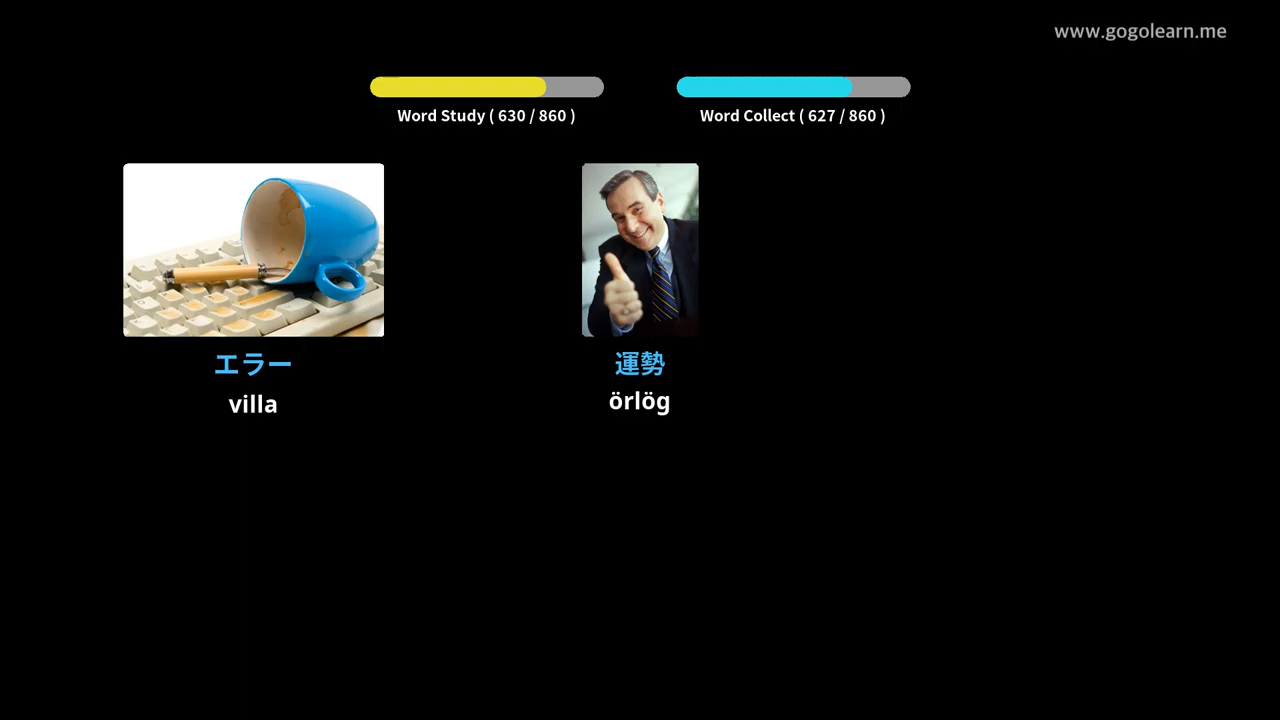 www.gogolearn.me
Word Study ( 630 / 860 )
Word Collect ( 627 / 860 )
エラー
villa
運勢
örlög